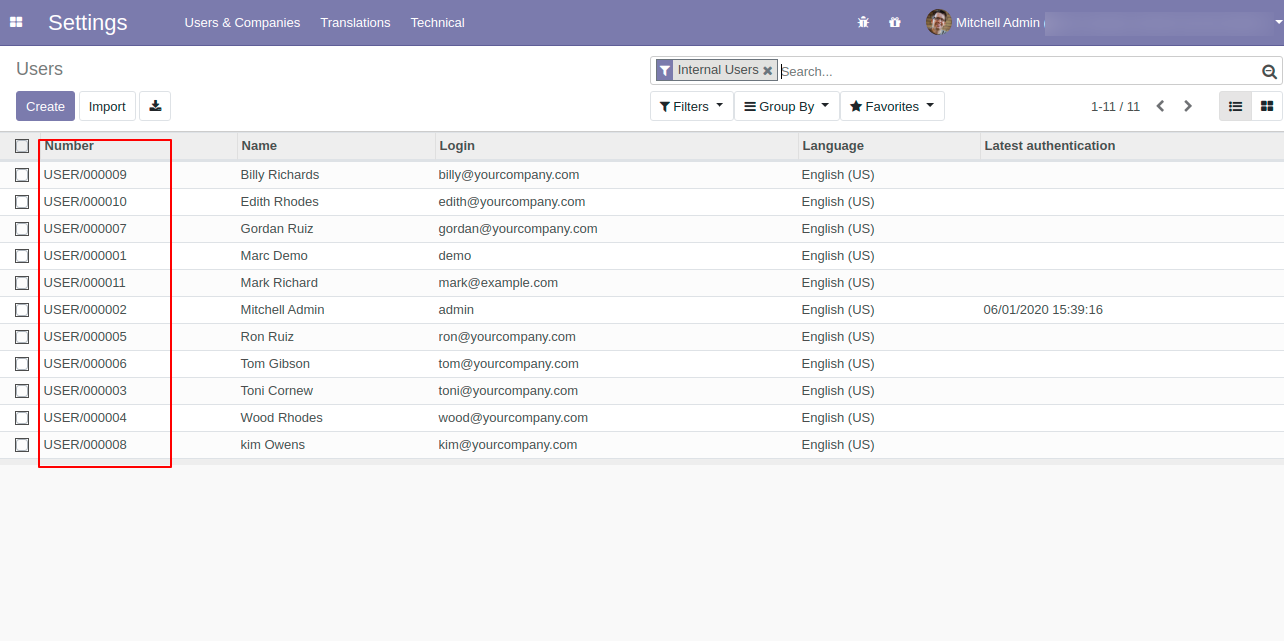 Settings Users & Companies Translations Technical Mitchell Admin (
Users
Internal Users Search...
Create Import Filters Group By Favorites 1-11 / 11
Number Name Login Language Latest authentication
USER/000009 Billy Richards billy@yourcompany.com English (US)
USER/000010 Edith Rhodes edith@yourcompany.com English (US)
USER/000007 Gordan Ruiz gordan@yourcompany.com English (US)
USER/000001 Marc Demo demo English (US)
USER/000011 Mark Richard mark@example.com English (US)
USER/000002 Mitchell Admin admin English (US) 06/01/2020 15:39:16
USER/000005 Ron Ruiz ron@yourcompany.com English (US)
USER/000006 Tom Gibson tom@yourcompany.com English (US)
USER/000003 Toni Cornew toni@yourcompany.com English (US)
USER/000004 Wood Rhodes wood@yourcompany.com English (US)
USER/000008 kim Owens kim@yourcompany.com English (US)